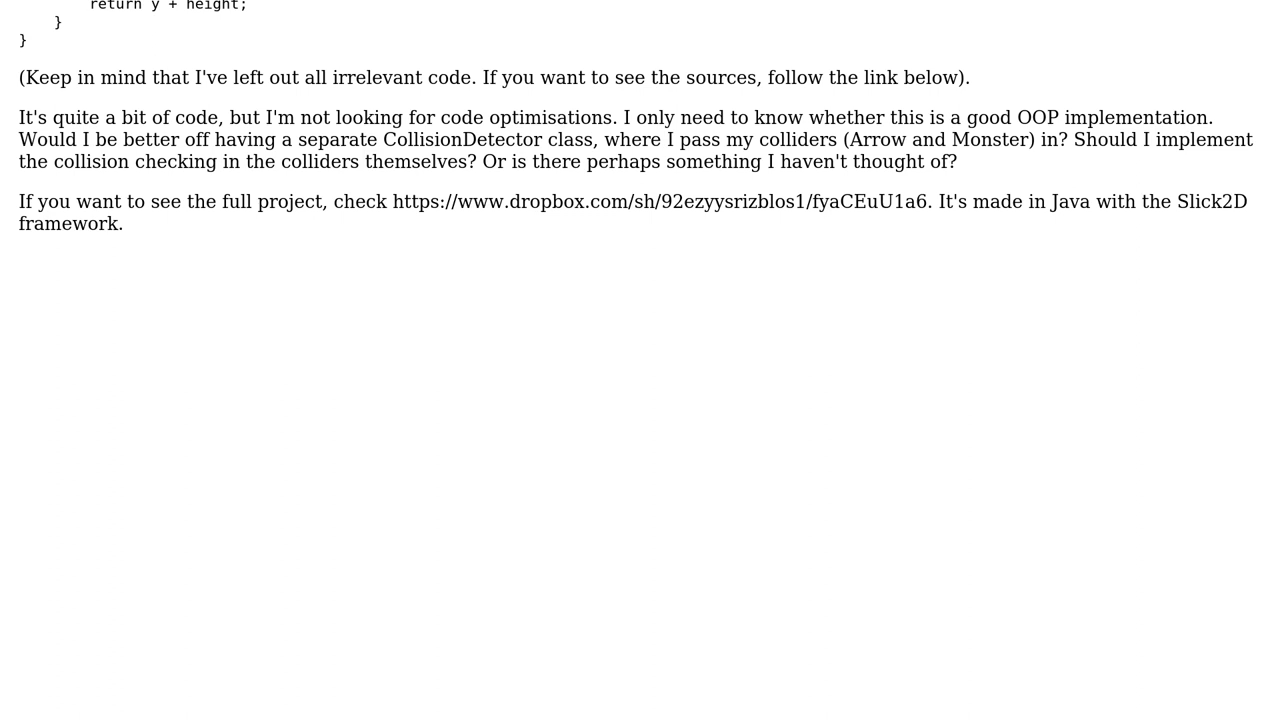 return y + height;
}
}
(Keep in mind that I've left out all irrelevant code. If you want to see the sources, follow the link below).
It's quite a bit of code, but I'm not looking for code optimisations. I only need to know whether this is a good OOP implementation.
Would I be better off having a separate CollisionDetector class, where I pass my colliders (Arrow and Monster) in? Should I implement
the collision checking in the colliders themselves? Or is there perhaps something I haven't thought of?
If you want to see the full project, check https://www.dropbox.com/sh/92ezyysrizblos1/fyaCEuU1a6. It's made in Java with the Slick2D
framework.